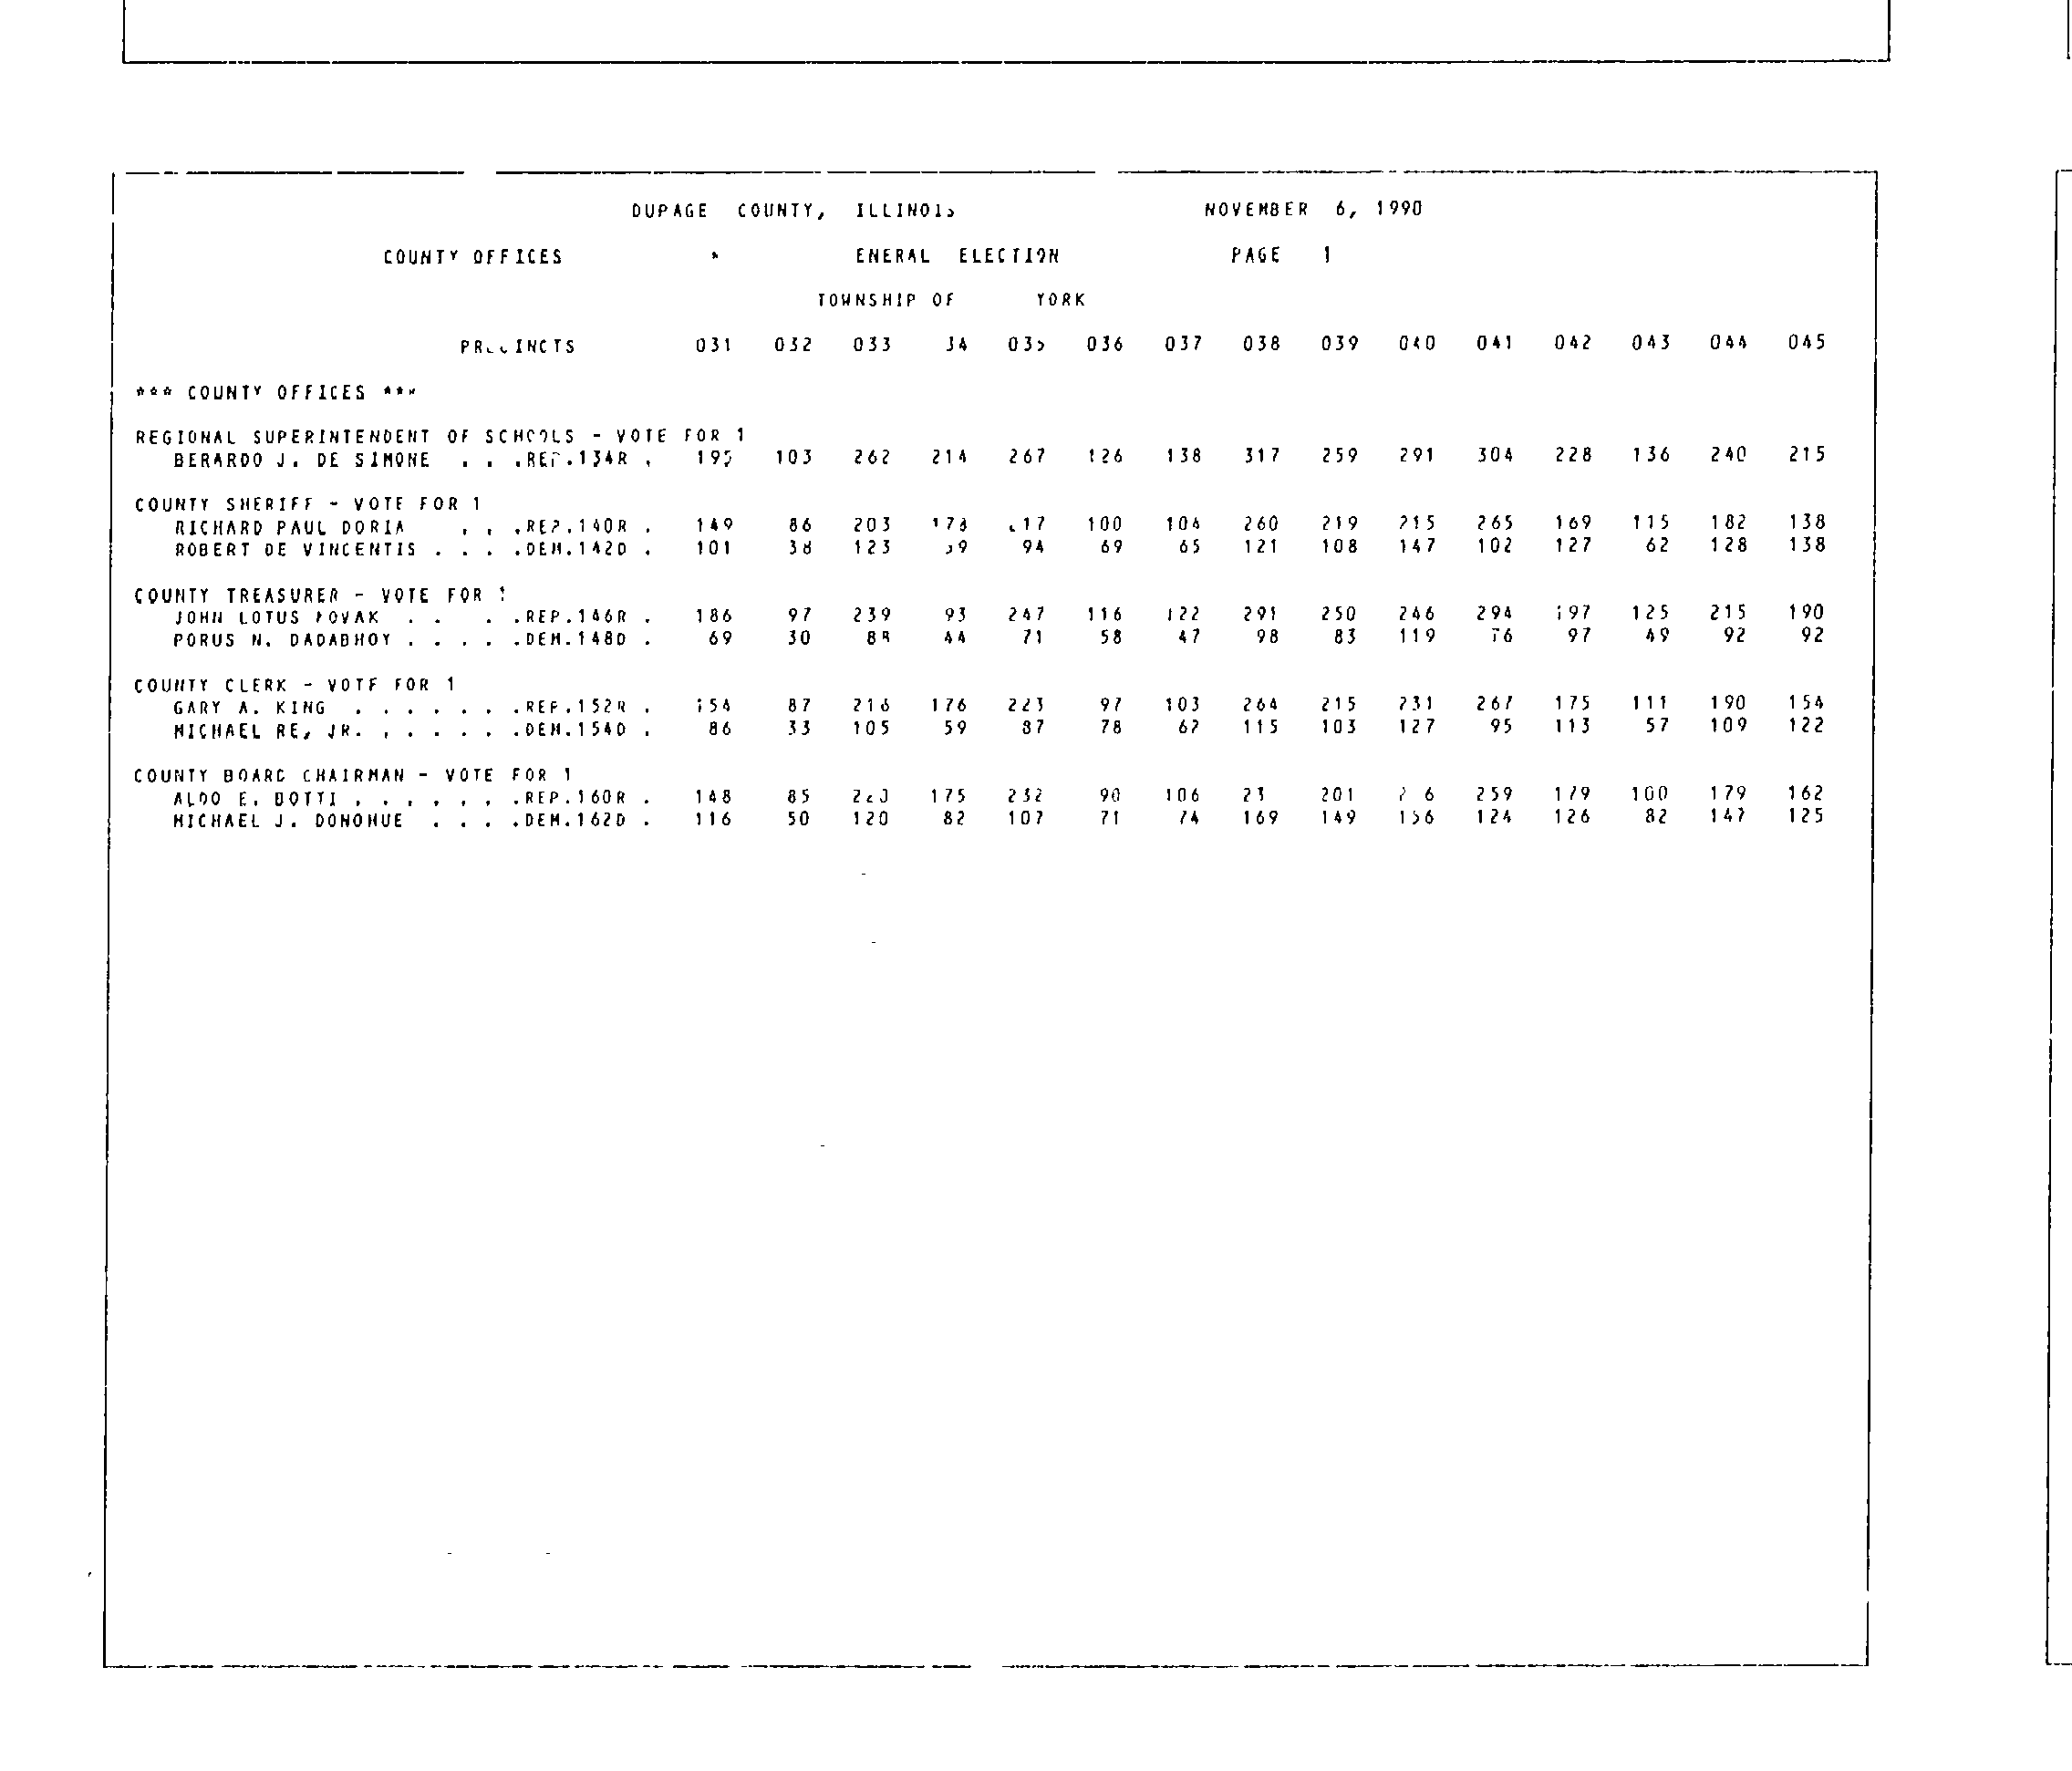 DUPAGE COUNTY, ILLINOIS NOVEMBER 6, 1990
COUNTY OFFICES * ENERAL ELECTION PAGE 1
TOWNSHIP OF YORK
PRECINCTS 031 032 033 34 035 036 037 038 039 040 041 042 043 044 045
*** COUNTY OFFICES ***
REGIONAL SUPERINTENDENT OF SCHOOLS - VOTE FOR 1
BERARDO J. DE SIMONE . . .REP.134R . 103 262 214 267 126 138 317 259 291 304 228 136 240 215
COUNTY SHERIFF - VOTE FOR 1
RICHARD PAUL DORIA . . .REP.140R . 149 86 203 178 17 100 104 260 219 215 265 169 115 182 138
ROBERT DE VINCENTIS . . . .DEM.142D . 101 38 123 94 69 65 121 108 147 102 127 62 128 138
COUNTY TREASURER - VOTE FOR 1
JOHN LOTUS NOVAK . . . .REP.146R . 186 97 239 93 247 116 122 291 250 246 294 197 125 215 190
PORUS N. DADABHOY . . . . .DEM.148D . 69 30 44 71 58 47 98 83 119 76 97 49 92 92
COUNTY CLERK - VOTE FOR 1
GARY A. KING . . . . . . .REP.152R . 154 87 216 176 223 97 103 264 215 231 267 175 111 190 154
MICHAEL RE, JR. . . . . . .DEM.154D . 86 33 105 59 87 78 62 115 103 127 95 113 57 109 122
COUNTY BOARD CHAIRMAN - VOTE FOR 1
ALDO E. BOTTI . . . . . . .REP.160R . 148 85 175 232 90 106 201 259 179 100 179 162
MICHAEL J. DONOHUE . . . .DEM.162D . 116 50 120 82 107 71 74 169 149 156 124 126 82 147 125